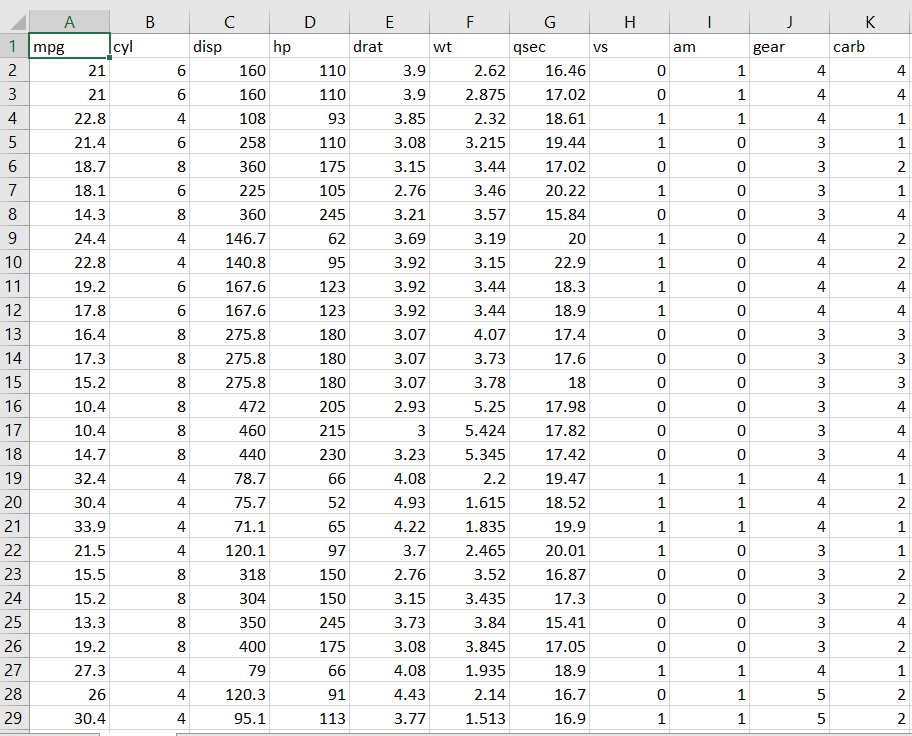 A B C D E F G H I J K
1 mpg cyl disp hp drat wt qsec vs am gear carb
2 21 6 160 110 3.9 2.62 16.46 0 1 4 4
3 21 6 160 110 3.9 2.875 17.02 0 1 4 4
4 22.8 4 108 93 3.85 2.32 18.61 1 1 4 1
5 21.4 6 258 110 3.08 3.215 19.44 1 0 3 1
6 18.7 8 360 175 3.15 3.44 17.02 0 0 3 2
7 18.1 6 225 105 2.76 3.46 20.22 1 0 3 1
8 14.3 8 360 245 3.21 3.57 15.84 0 0 3 4
9 24.4 4 146.7 62 3.69 3.19 20 1 0 4 2
10 22.8 4 140.8 95 3.92 3.15 22.9 1 0 4 2
11 19.2 6 167.6 123 3.92 3.44 18.3 1 0 4 4
12 17.8 6 167.6 123 3.92 3.44 18.9 1 0 4 4
13 16.4 8 275.8 180 3.07 4.07 17.4 0 0 3 3
14 17.3 8 275.8 180 3.07 3.73 17.6 0 0 3 3
15 15.2 8 275.8 180 3.07 3.78 18 0 0 3 3
16 10.4 8 472 205 2.93 5.25 17.98 0 0 3 4
17 10.4 8 460 215 3 5.424 17.82 0 0 3 4
18 14.7 8 440 230 3.23 5.345 17.42 0 0 3 4
19 32.4 4 78.7 66 4.08 2.2 19.47 1 1 4 1
20 30.4 4 75.7 52 4.93 1.615 18.52 1 1 4 2
21 33.9 4 71.1 65 4.22 1.835 19.9 1 1 4 1
22 21.5 4 120.1 97 3.7 2.465 20.01 1 0 3 1
23 15.5 8 318 150 2.76 3.52 16.87 0 0 3 2
24 15.2 8 304 150 3.15 3.435 17.3 0 0 3 2
25 13.3 8 350 245 3.73 3.84 15.41 0 0 3 4
26 19.2 8 400 175 3.08 3.845 17.05 0 0 3 2
27 27.3 4 79 66 4.08 1.935 18.9 1 1 4 1
28 26 4 120.3 91 4.43 2.14 16.7 0 1 5 2
29 30.4 4 95.1 113 3.77 1.513 16.9 1 1 5 2